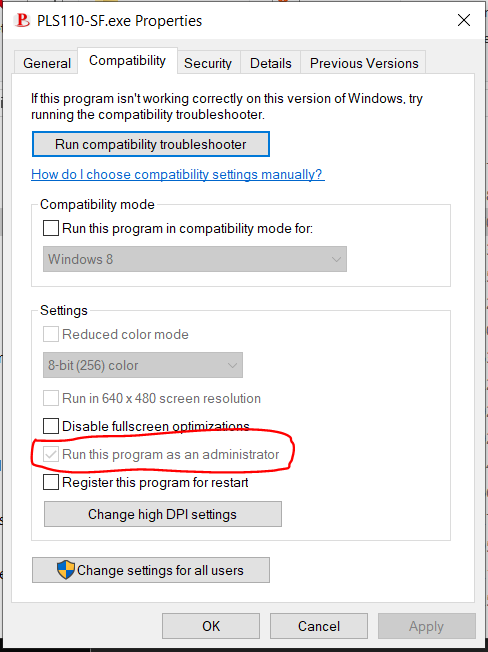 PLS110-SF.exe Properties
General Compatibility Security Details Previous Versions
If this program isn't working correctly on this version of Windows, try
running the compatibility troubleshooter.
Run compatibility troubleshooter
How do I choose compatibility settings manually?
Compatibility mode
Run this program in compatibility mode for:
Windows 8
Settings
Reduced color mode
8-bit (256) color
Run in 640 x 480 screen resolution
Disable fullscreen optimizations
Run this program as an administrator
Register this program for restart
Change high DPI settings
Change settings for all users
OK Cancel Apply